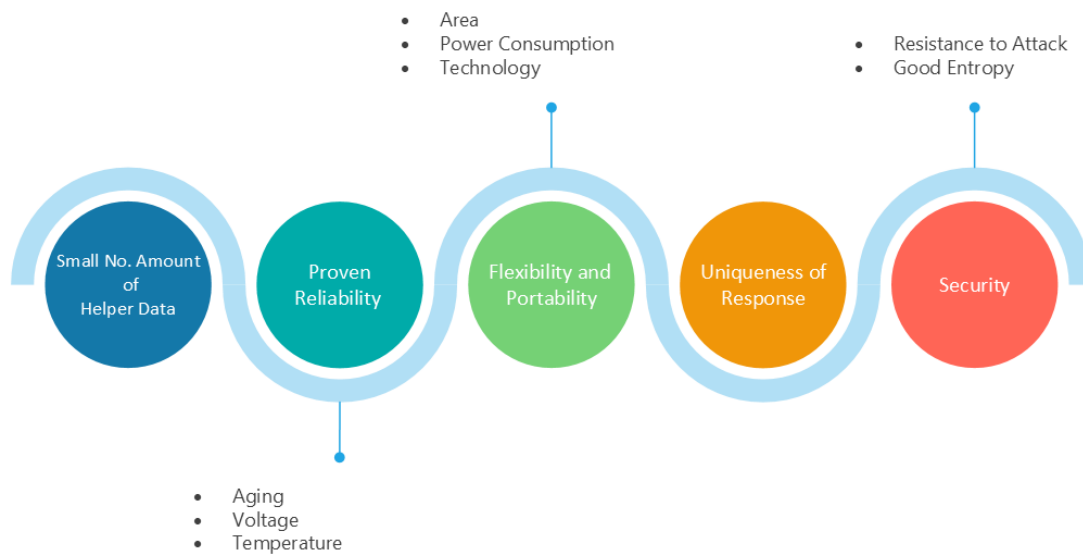 • Area
• Power Consumption
• Technology
• Resistance to Attack
• Good Entropy
Small No. Amount
of
Helper Data
Proven
Reliability
Flexibility and
Portability
Uniqueness of
Response
Security
• Aging
• Voltage
• Temperature